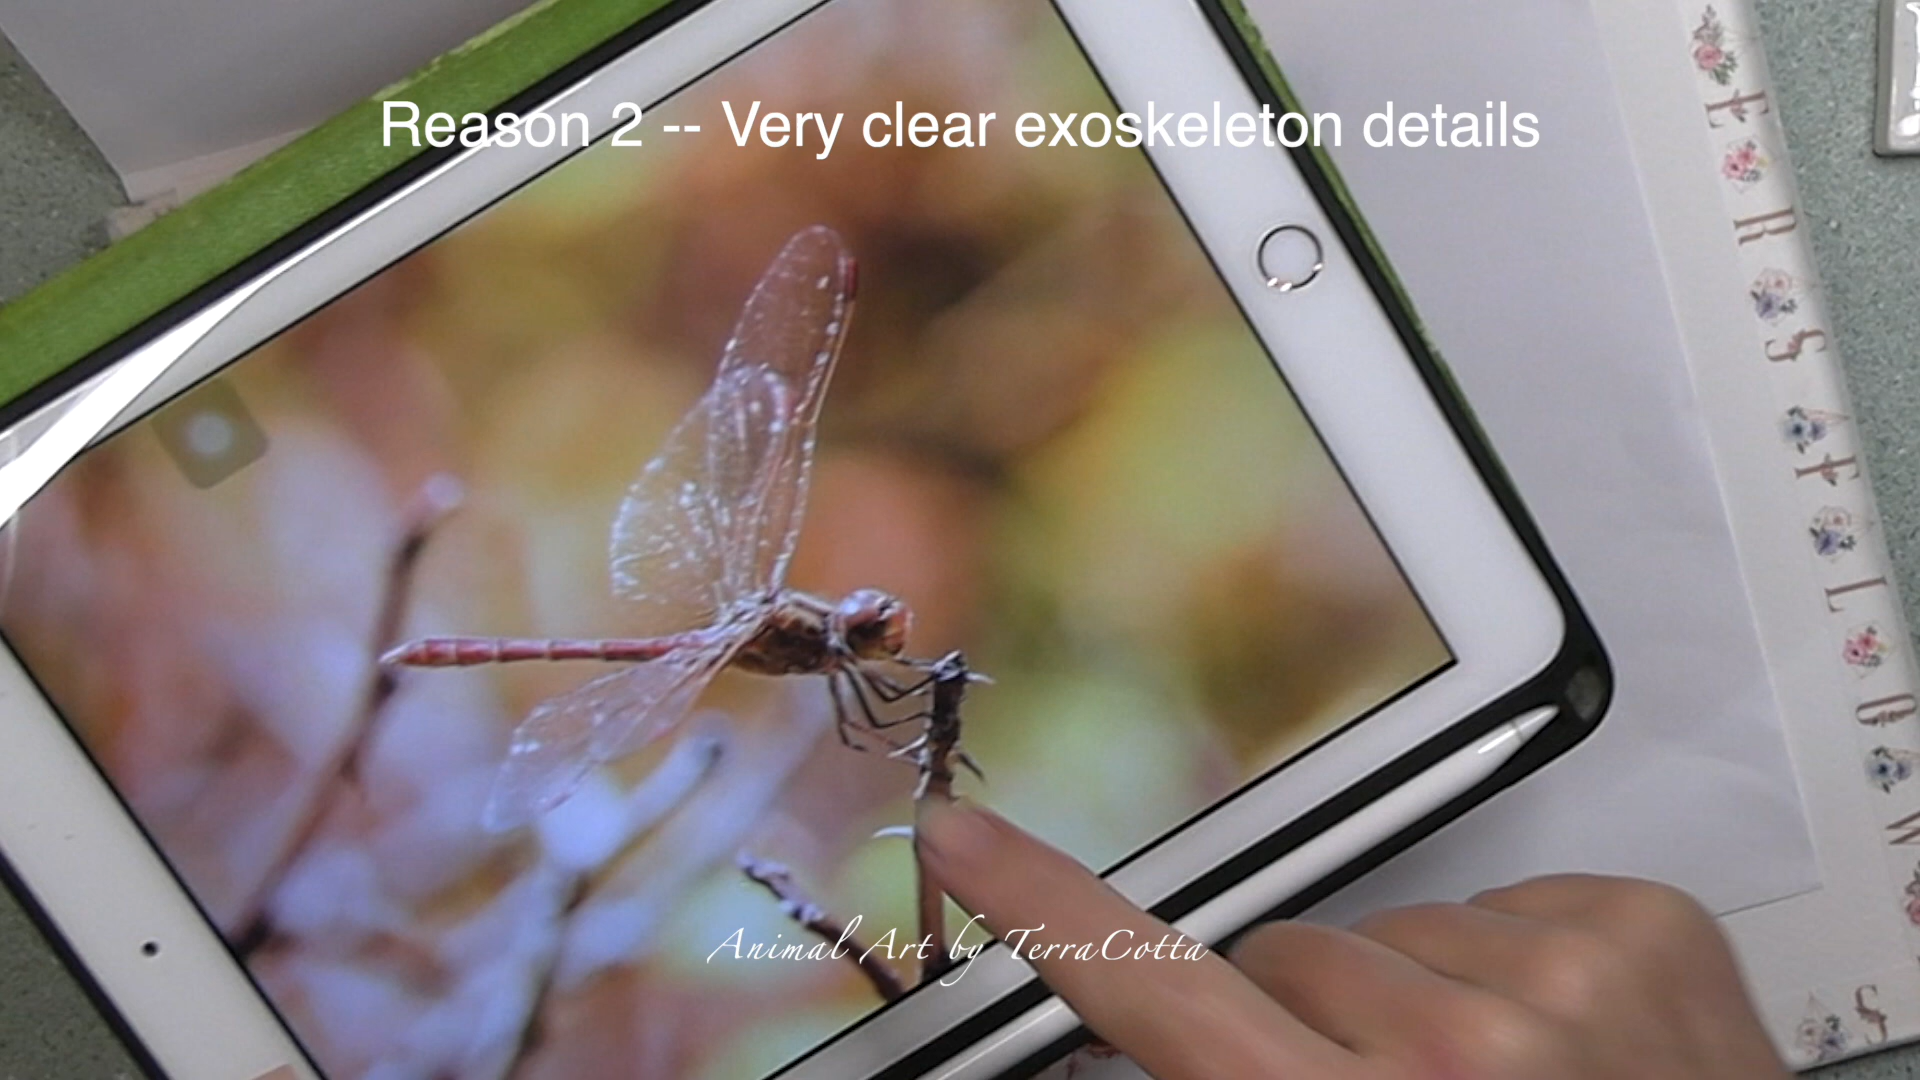 Reason 2 -- Very clear exoskeleton details
Animal Art by TerraCotta
E R S F L O W
S